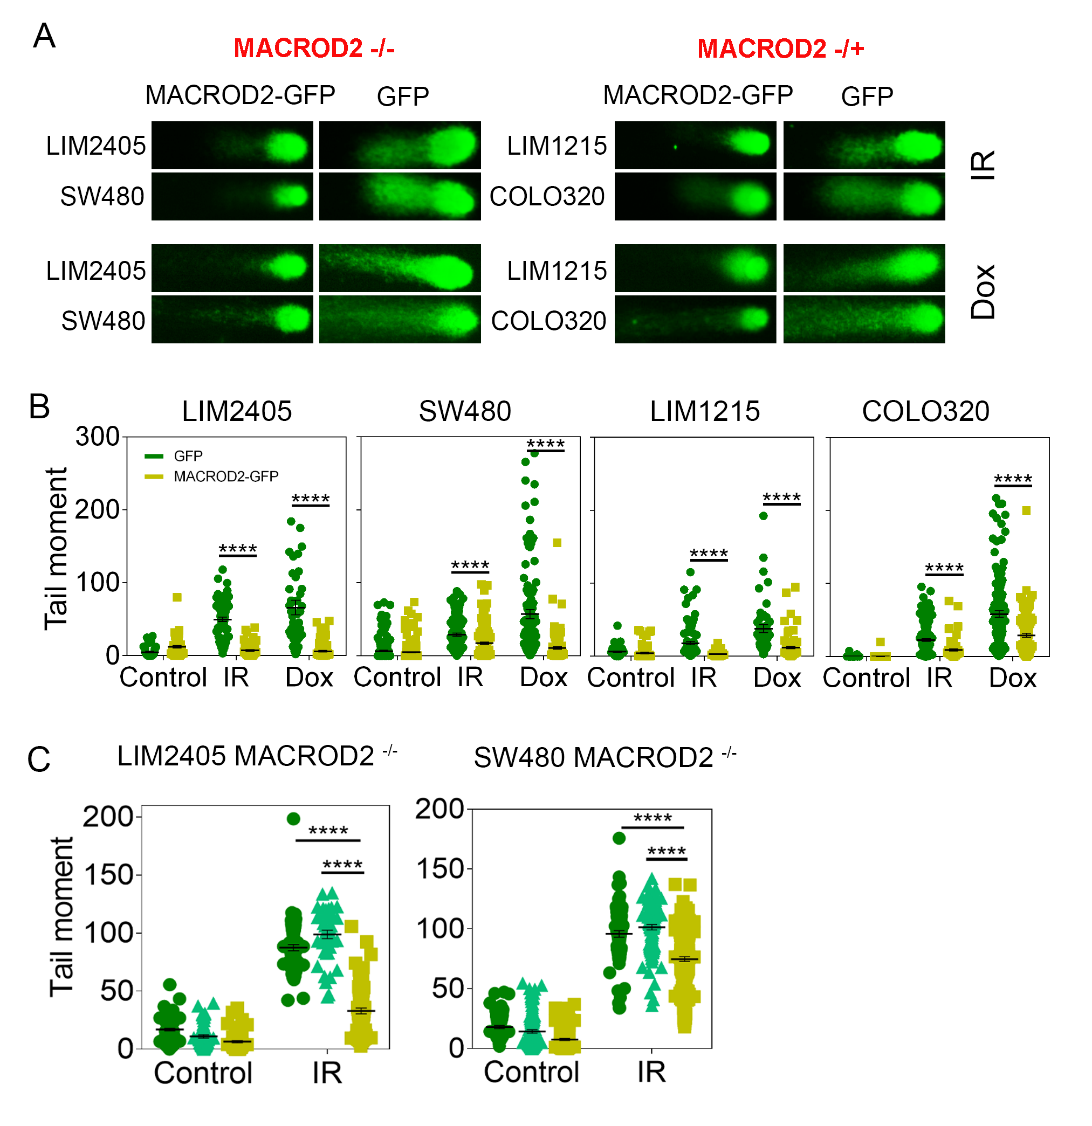 A
MACROD2 -/- MACROD2 -/+
MACROD2-GFP GFP MACROD2-GFP GFP
LIM2405 LIM1215
SW480 COLO320
IR
LIM2405 LIM1215
SW480 COLO320
Dox
B
LIM2405 SW480 LIM1215 COLO320
Tail moment
300
200
100
0
GFP
MACROD2-GFP
**** ****
**** ****
**** ****
**** ****
Control IR Dox Control IR Dox Control IR Dox Control IR Dox
C
LIM2405 MACROD2 -/- SW480 MACROD2 -/-
Tail moment
200
150
100
50
0
****
****
Control IR
200
150
100
50
0
****
****
Control IR